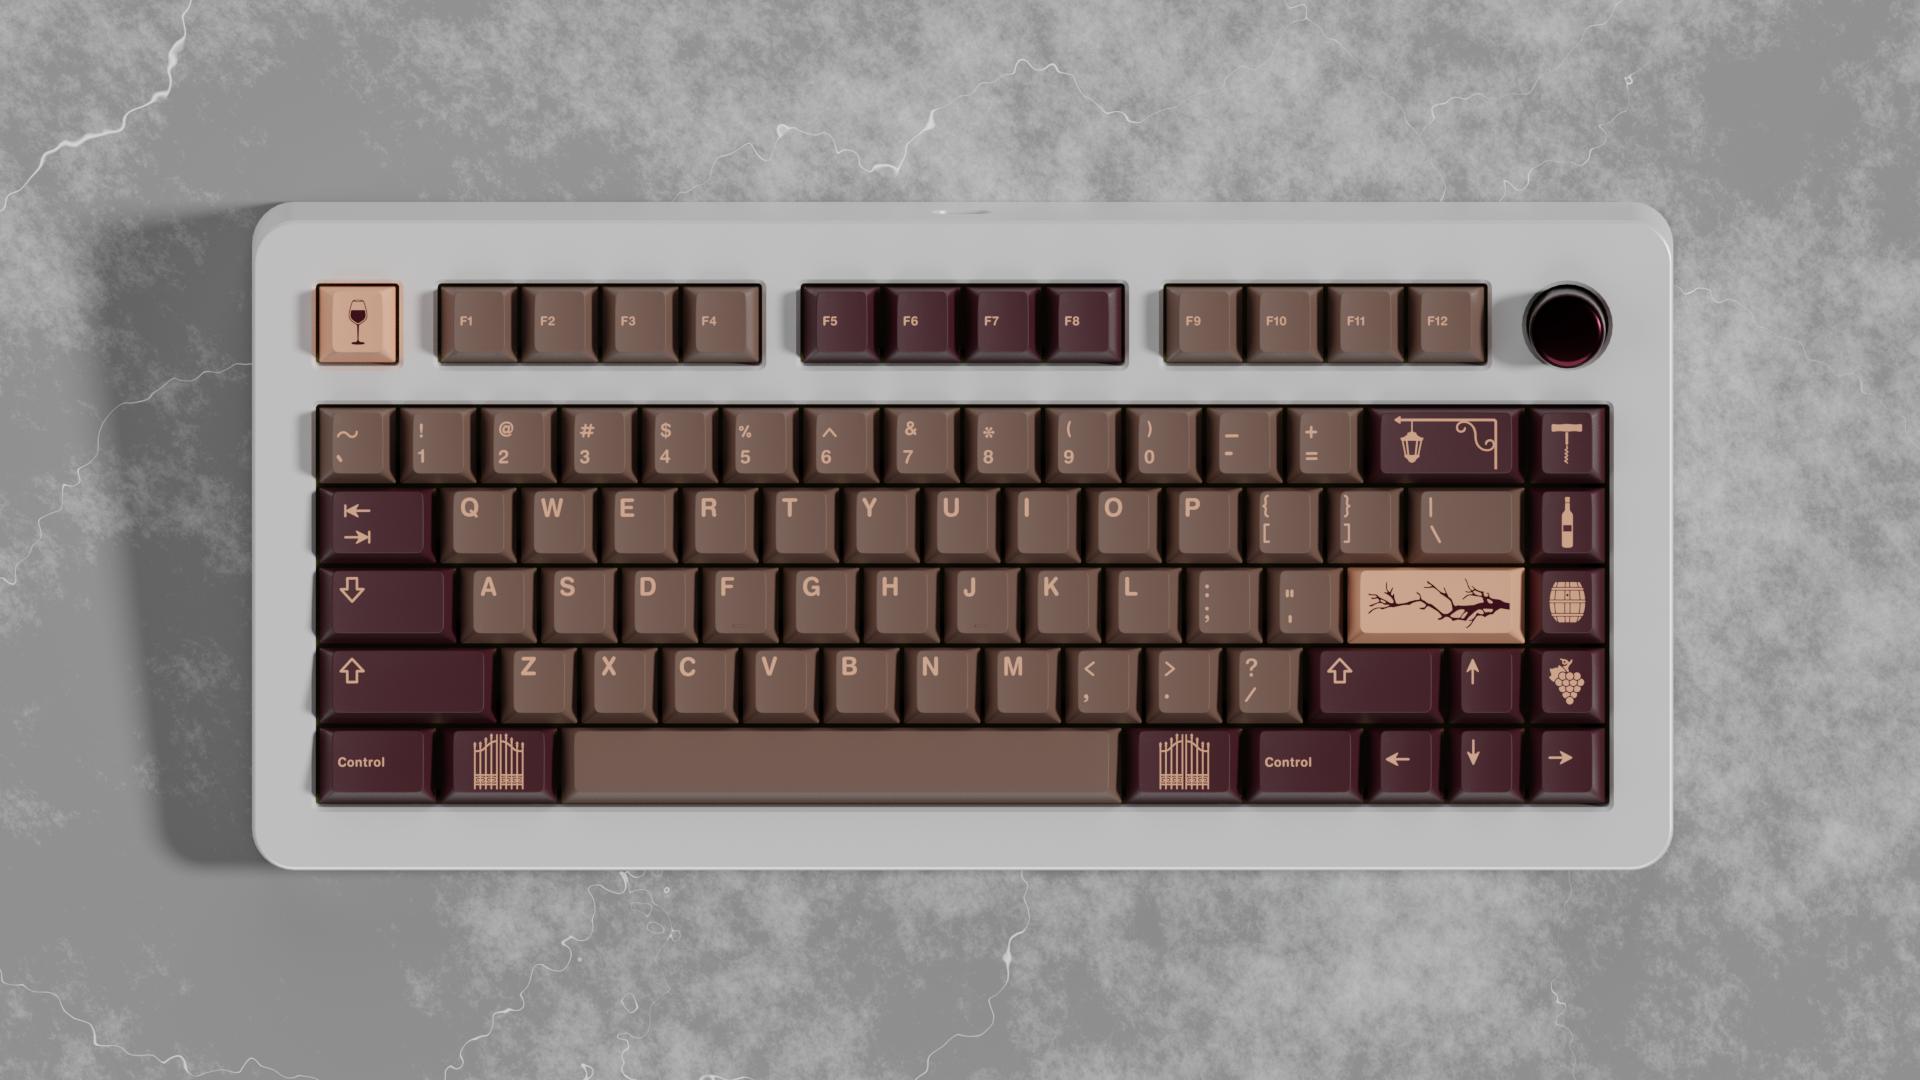 F1 F2 F3 F4 F5 F6 F7 F8 F9 F10 F11 F12
~ ! @ # $ % ^ & * ( ) _ +
` 1 2 3 4 5 6 7 8 9 0 - =
Q W E R T Y U I O P { } |
[ ] \
A S D F G H J K L : "
; '
Z X C V B N M < > ?
, . /
Control Control